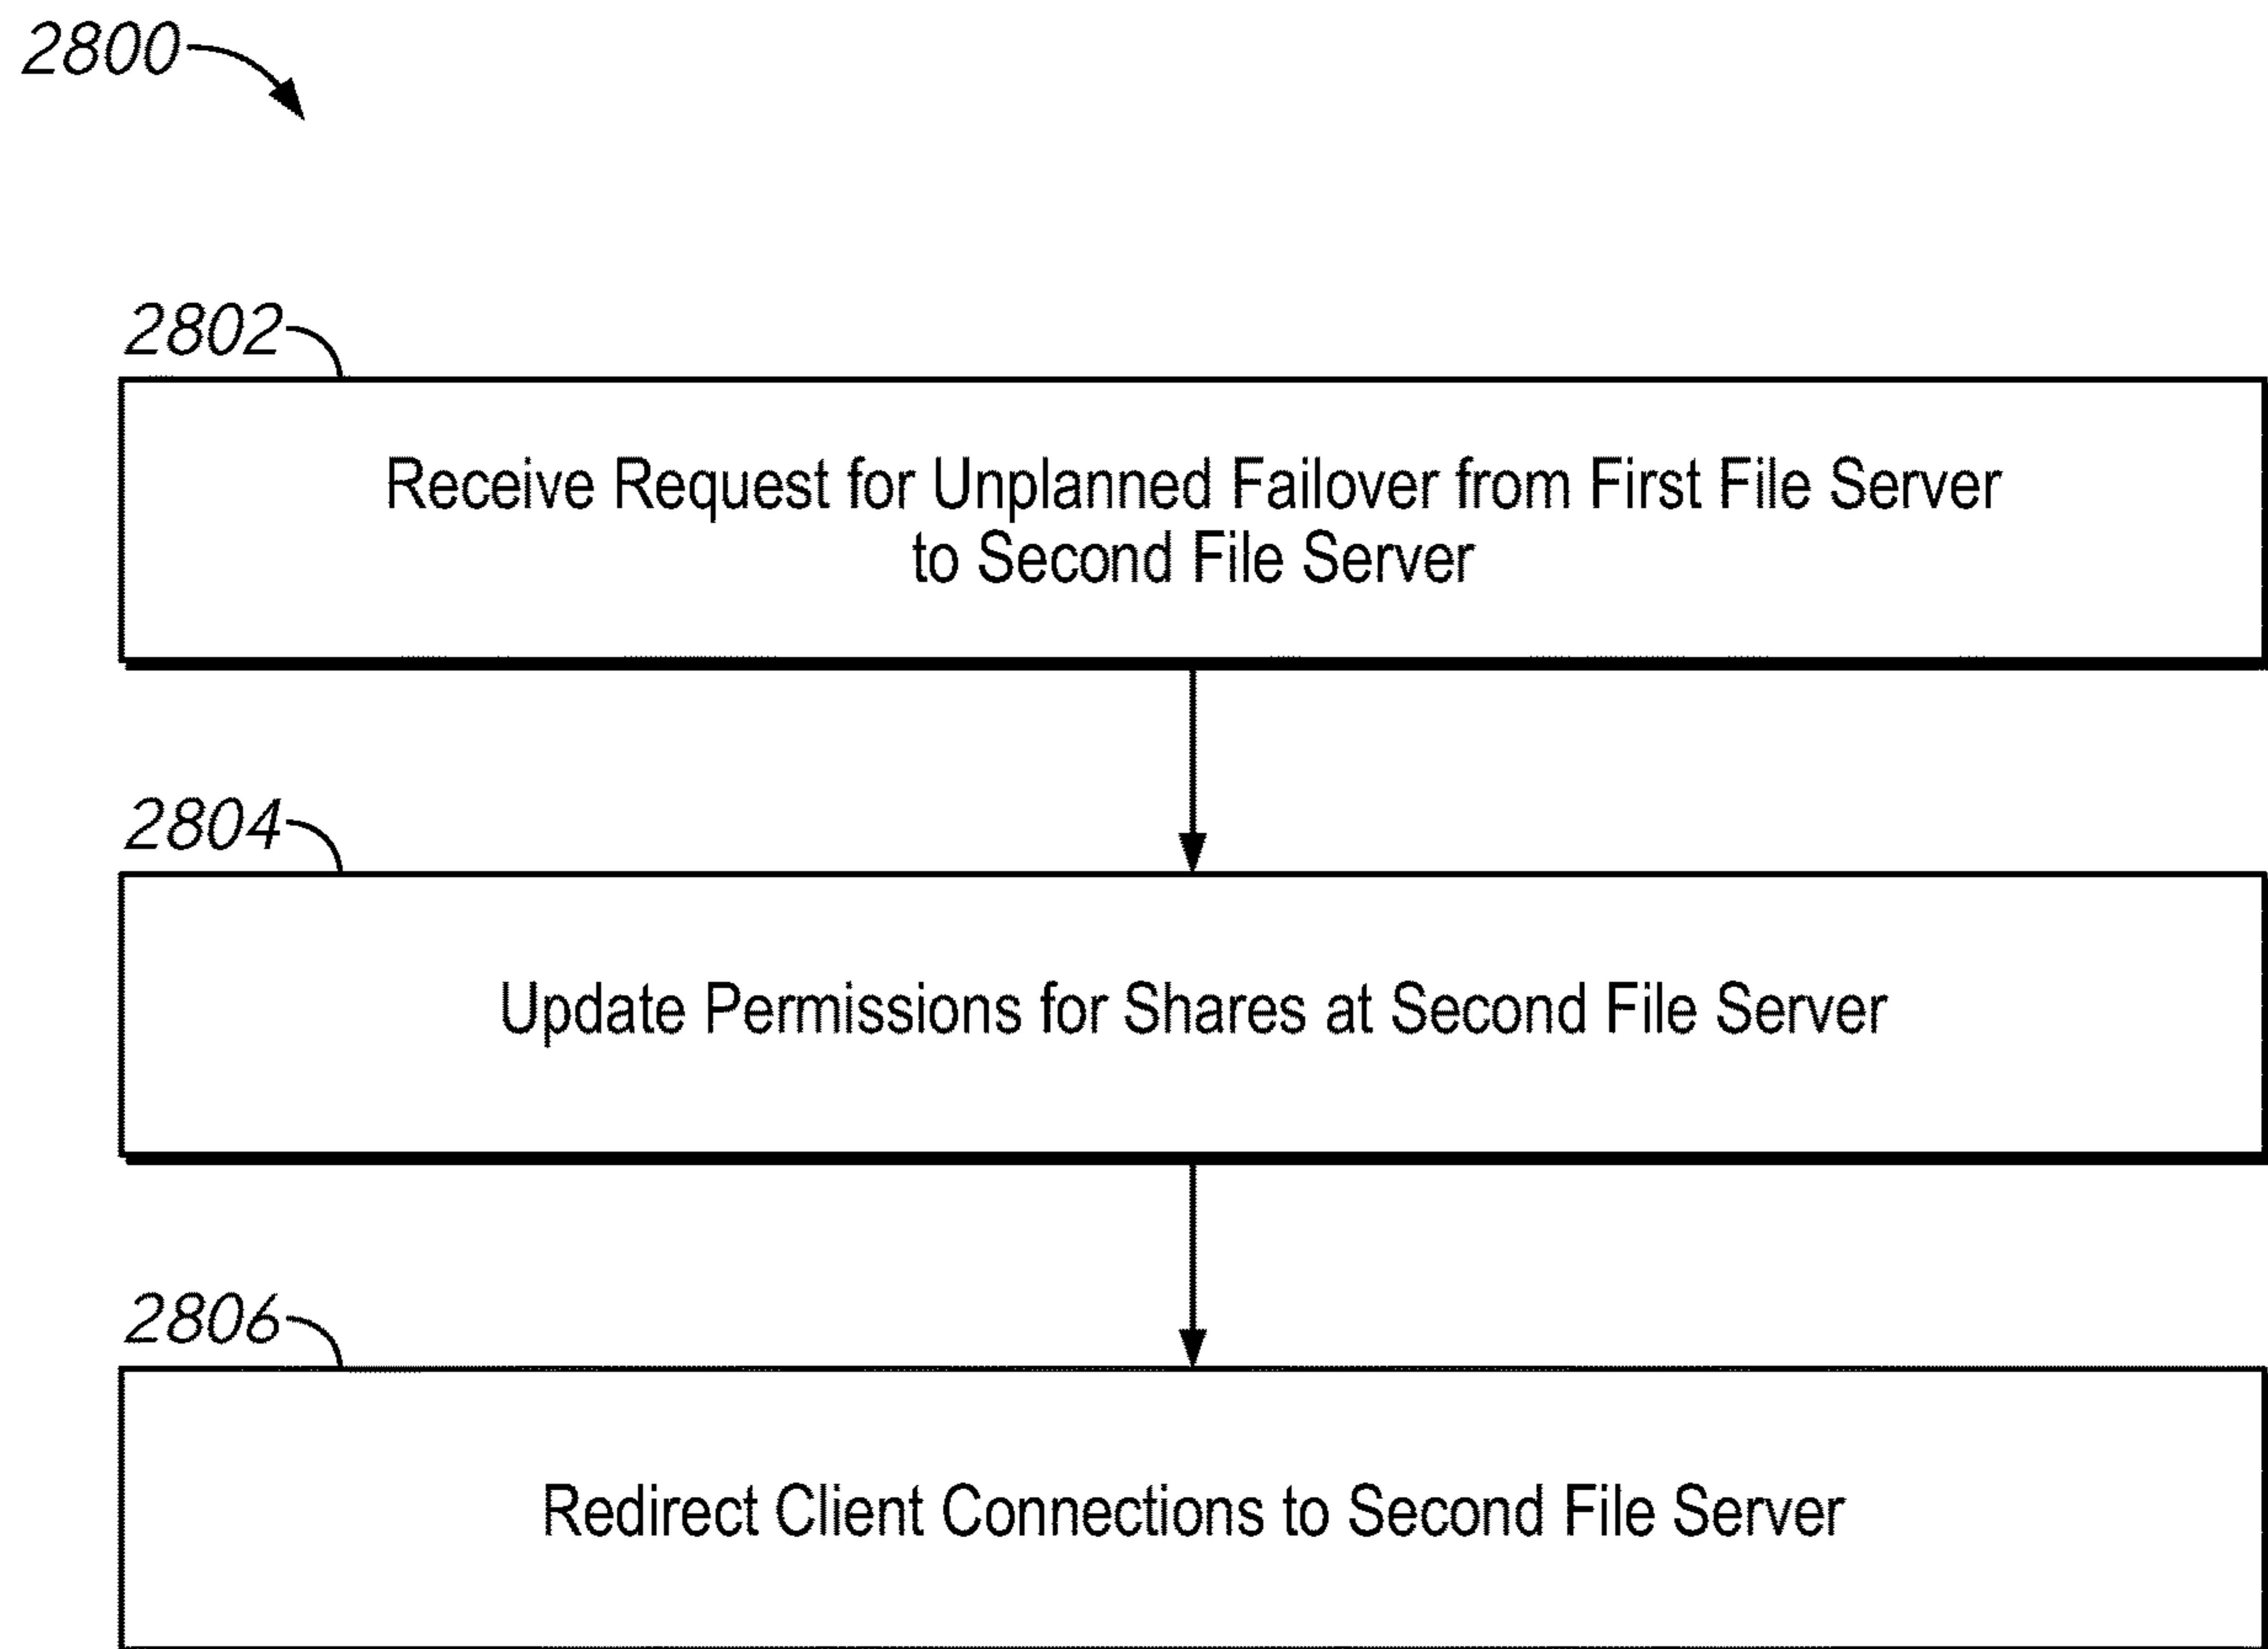 2800
2802
Receive Request for Unplanned Failover from First File Server
to Second File Server
2804
Update Permissions for Shares at Second File Server
2806
Redirect Client Connections to Second File Server